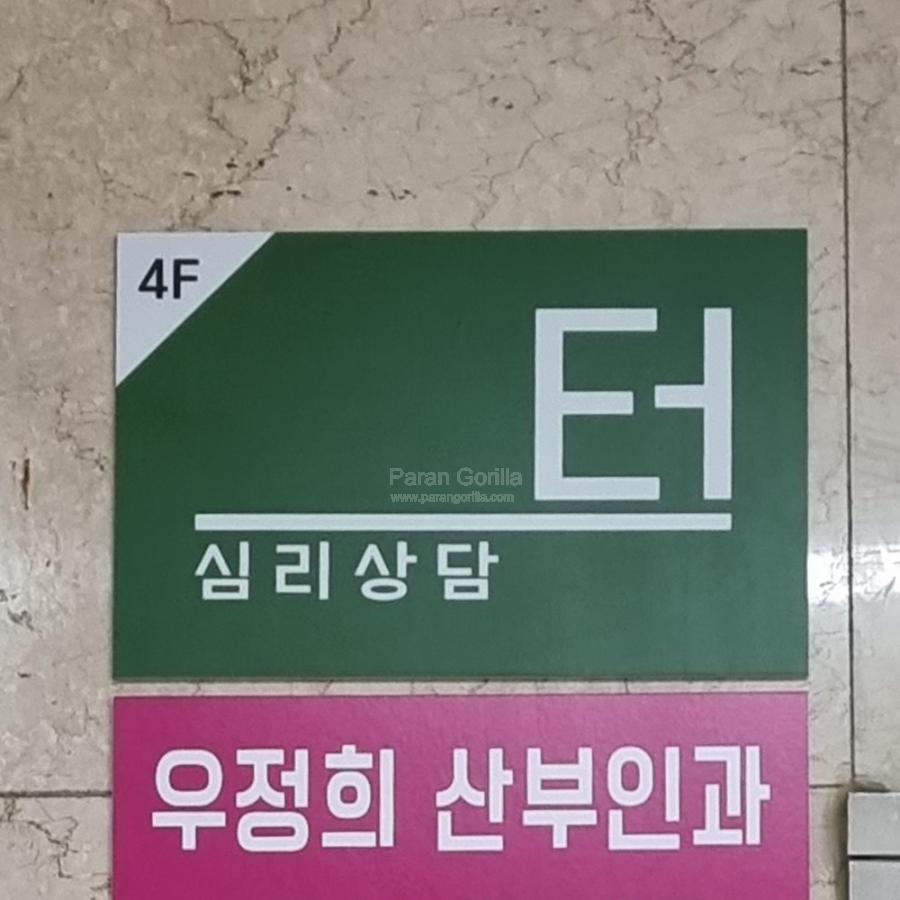 4F
터
Paran Gorilla
www.parangorilla.com
심리상담
우정희 산부인과